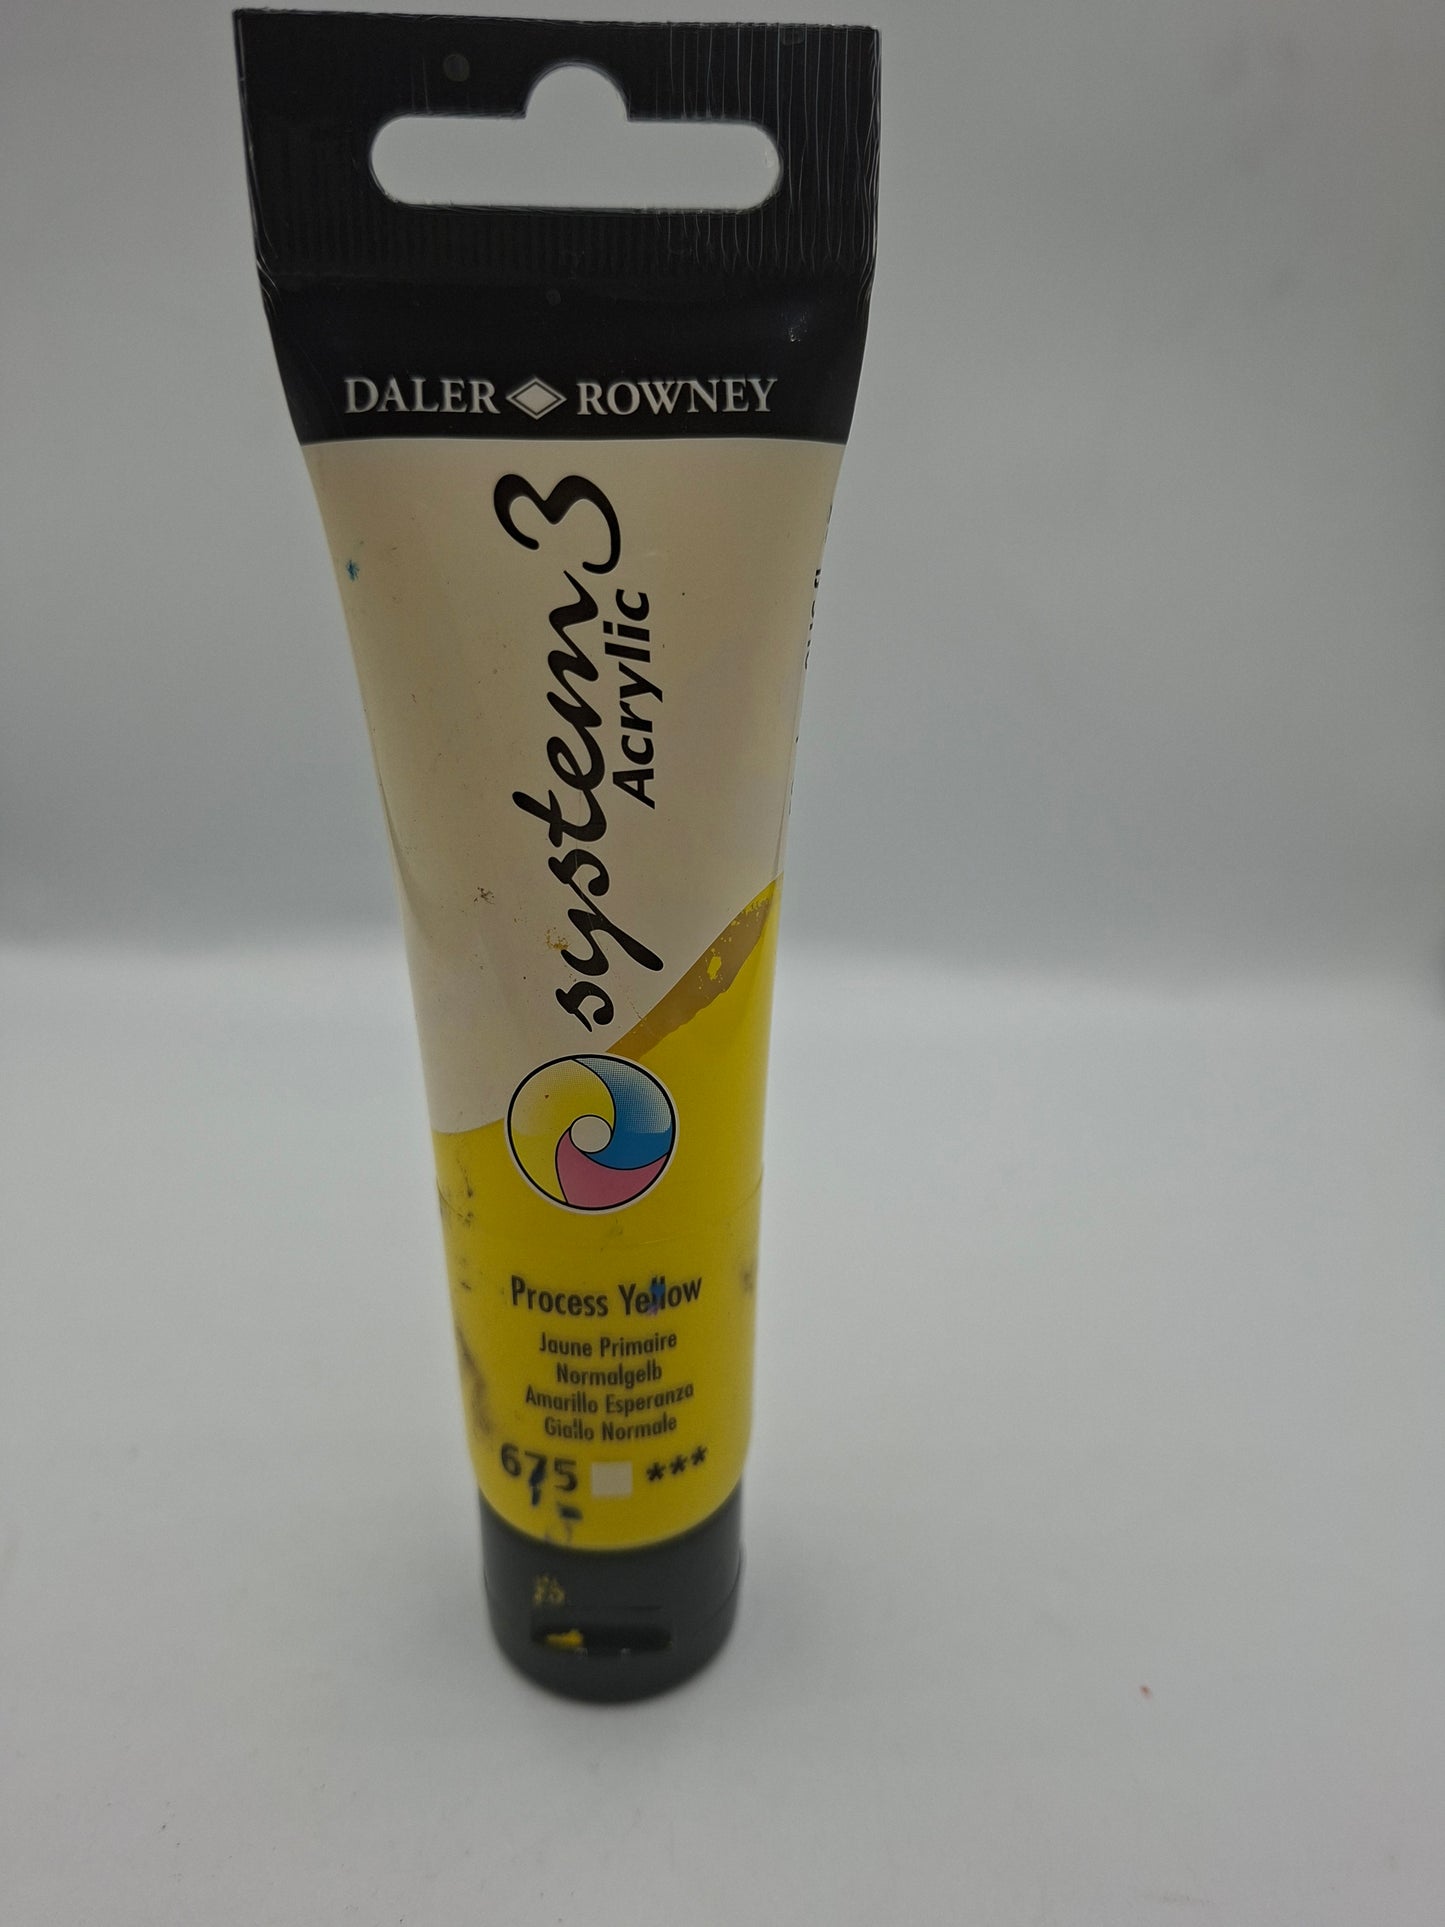 DALER ROWNEY
system 3
Acrylic
Process Yellow
Jaune Primaire
Normalgelb
Amarillo Esperanza
Giallo Normale
675 ***